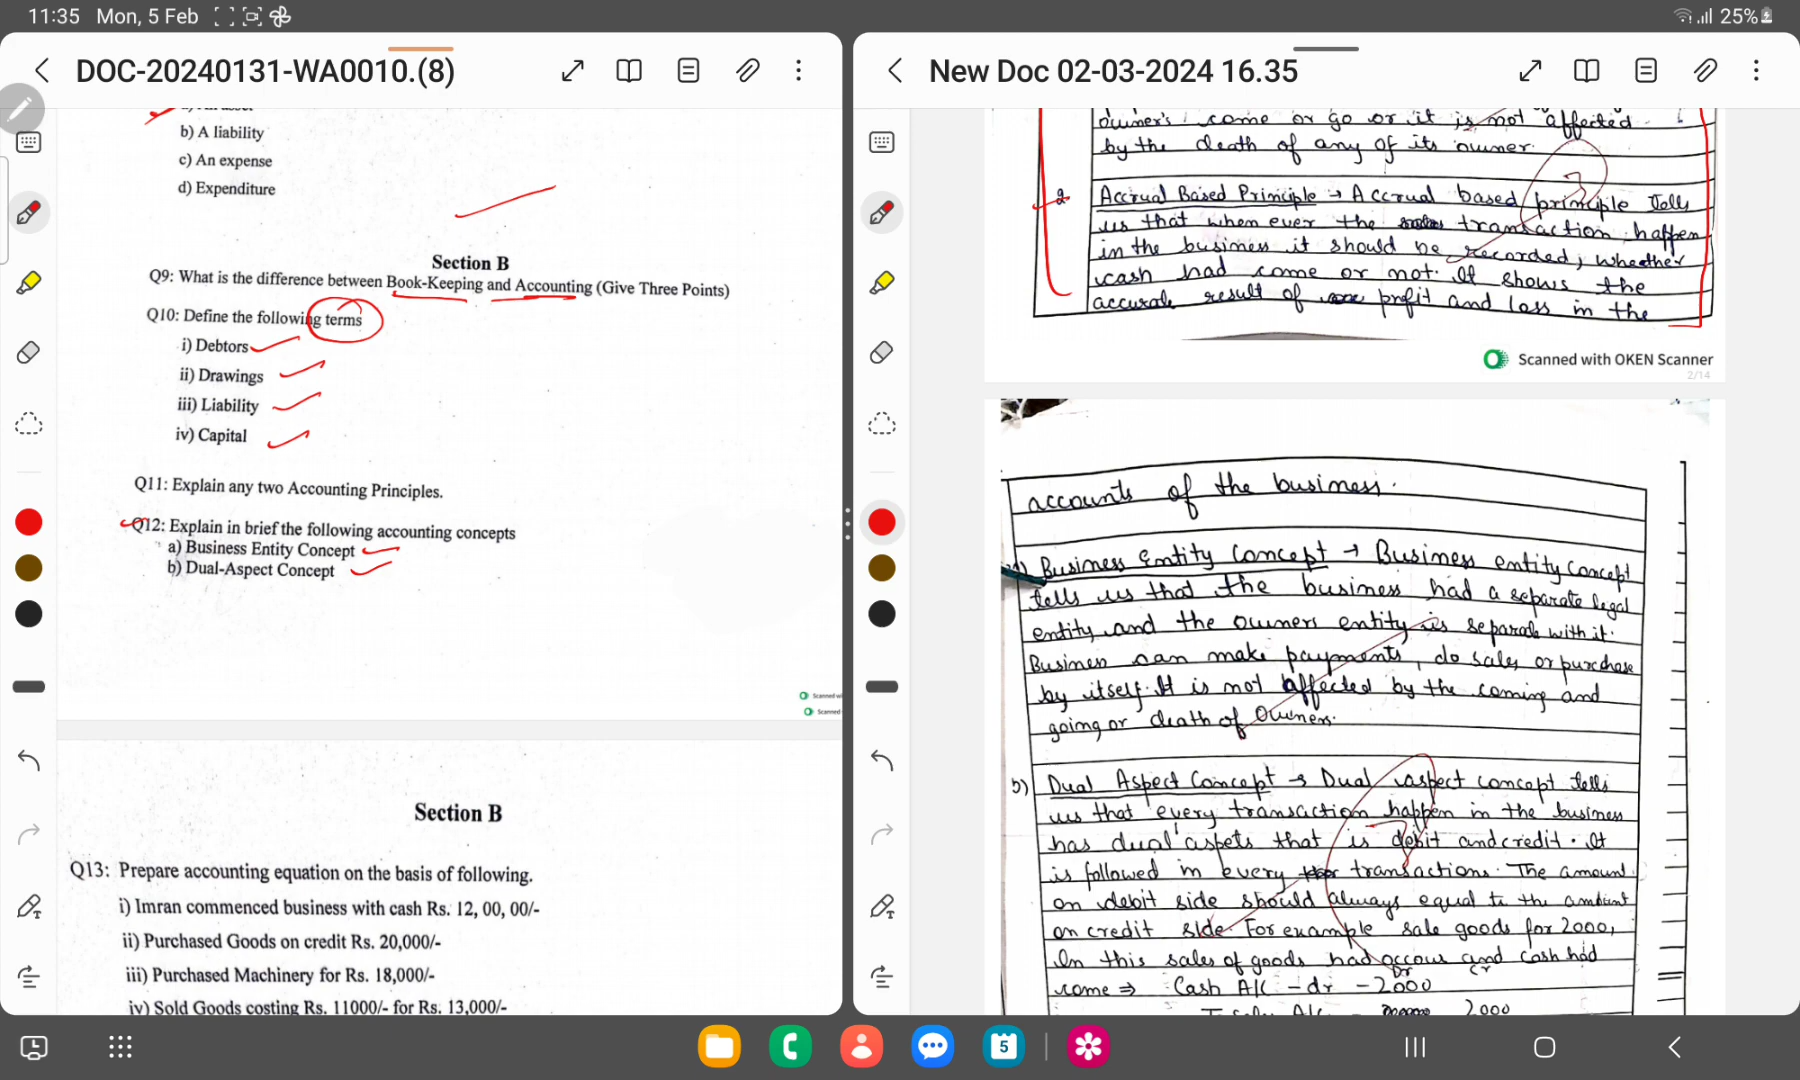 11:35 Mon, 5 Feb
25%
DOC-20240131-WA0010.(8)
b) A liability
c) An expense
d) Expenditure
Section B
Q9: What is the difference between Book-Keeping and Accounting (Give Three Points)
Q10: Define the following terms
i) Debtors
ii) Drawings
iii) Liability
iv) Capital
Q11: Explain any two Accounting Principles.
Q12: Explain in brief the following accounting concepts
a) Business Entity Concept
b) Dual-Aspect Concept
Scanned
Scanned
Section B
Q13: Prepare accounting equation on the basis of following.
i) Imran commenced business with cash Rs. 12, 00, 00/-
ii) Purchased Goods on credit Rs. 20,000/-
iii) Purchased Machinery for Rs. 18,000/-
iv) Sold Goods costing Rs. 11000/- for Rs. 13,000/-
New Doc 02-03-2024 16.35
owner's come or go or it is not affected
by the death of any of its owner.
2 Accrual Based Principle → Accrual based principle tells
us that when ever the transaction happen
in the business it should be recorded, whether
cash had come or not. It shows the
accurate result of profit and loss in the
Scanned with OKEN Scanner
2/14
accounts of the business.
a) Business Entity Concept → Business entity concept
tells us that the business had a separate legal
entity and the owners entity is separate with it.
Business can make payments, do sales or purchase
by itself. It is not affected by the coming and
going or death of Owners.
b) Dual Aspect Concept → Dual aspect concept tells
us that every transaction happen in the business
has dual aspets that is debit and credit. It
is followed in every transactions. The amount
on debit side should always equal to the amount
on credit side. For example sale goods for 2000,
In this sales of goods had occous and cash had
Dr Cr
come ⇒ Cash A/c - dr - 2000
2000
5